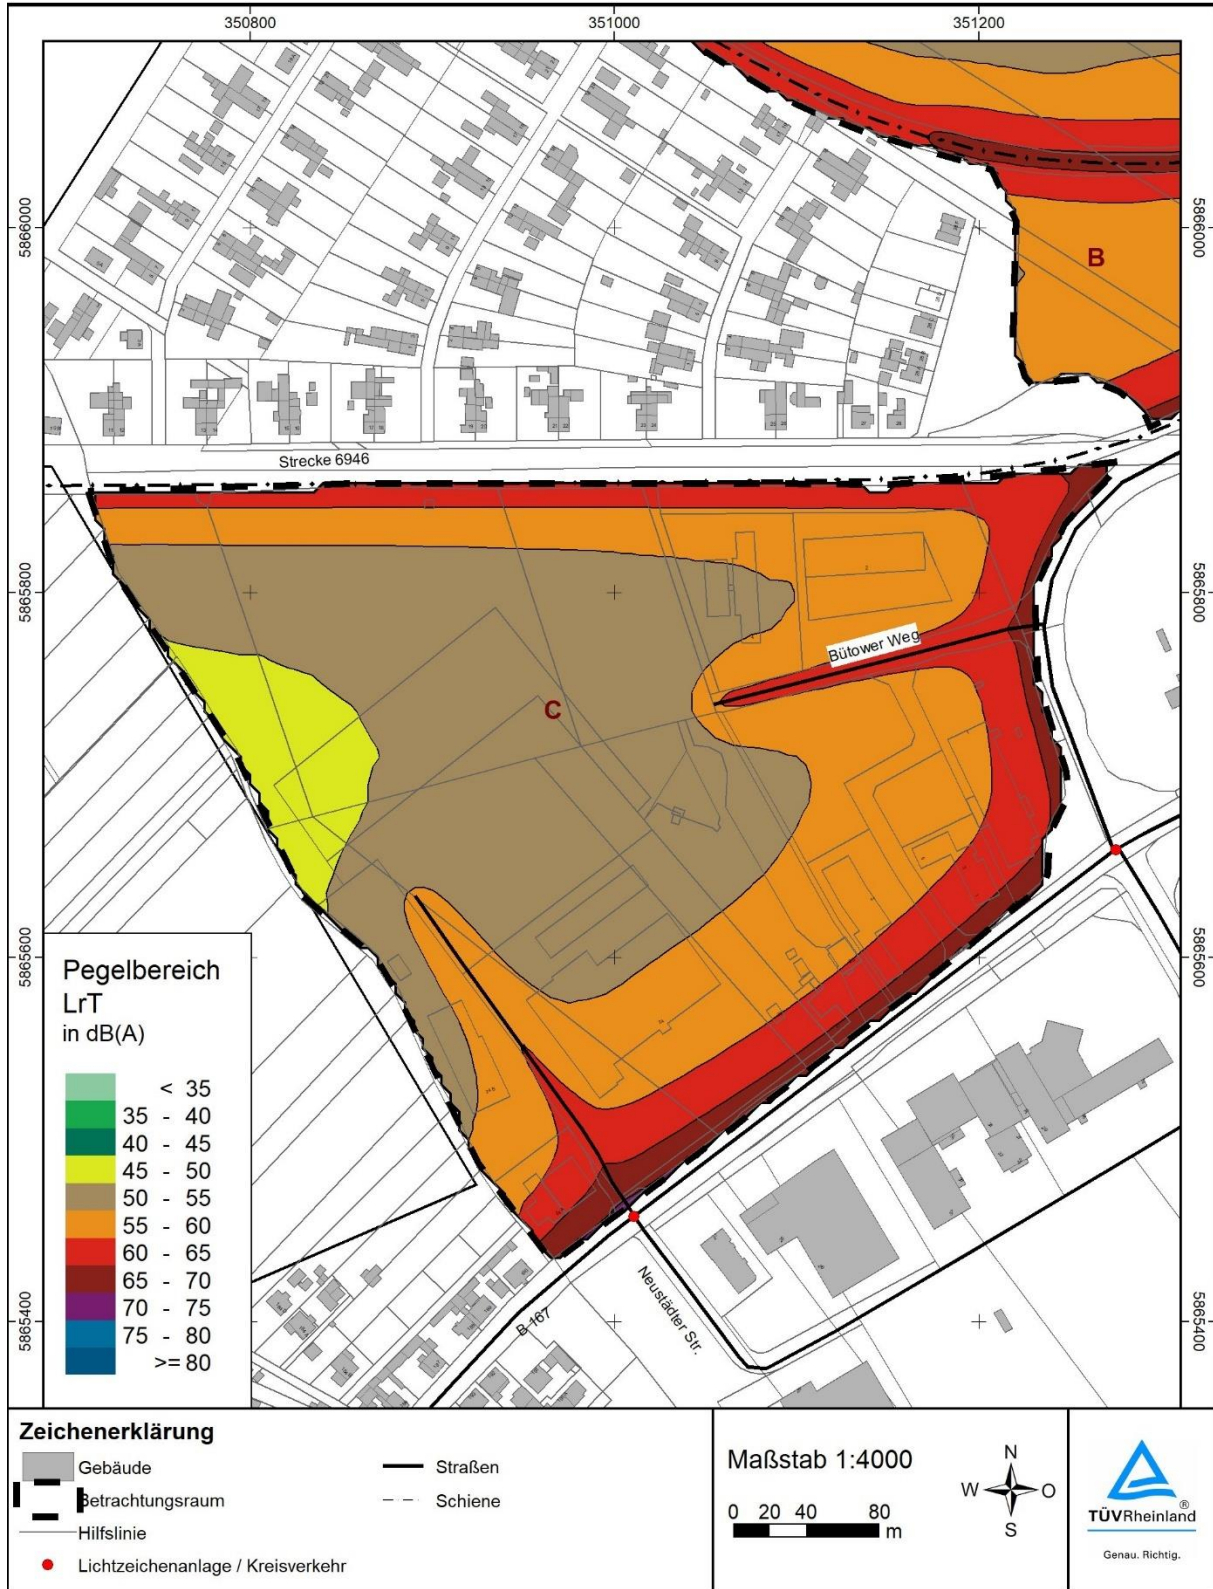 350800
351000
351200
5866000
5866000
B
Strecke 6946
5865800
5865800
Bütower Weg
C
5865600
5865600
Pegelbereich
LrT
in dB(A)
< 35
35 - 40
40 - 45
45 - 50
50 - 55
55 - 60
60 - 65
65 - 70
70 - 75
75 - 80
>= 80
B 167
Neustädter Str.
5865400
5865400
Zeichenerklärung
Gebäude
Betrachtungsraum
Hilfslinie
Lichtzeichenanlage / Kreisverkehr
Straßen
Schiene
Maßstab 1:4000
0 20 40 80
m
N
W O
S
TÜVRheinland®
Genau. Richtig.